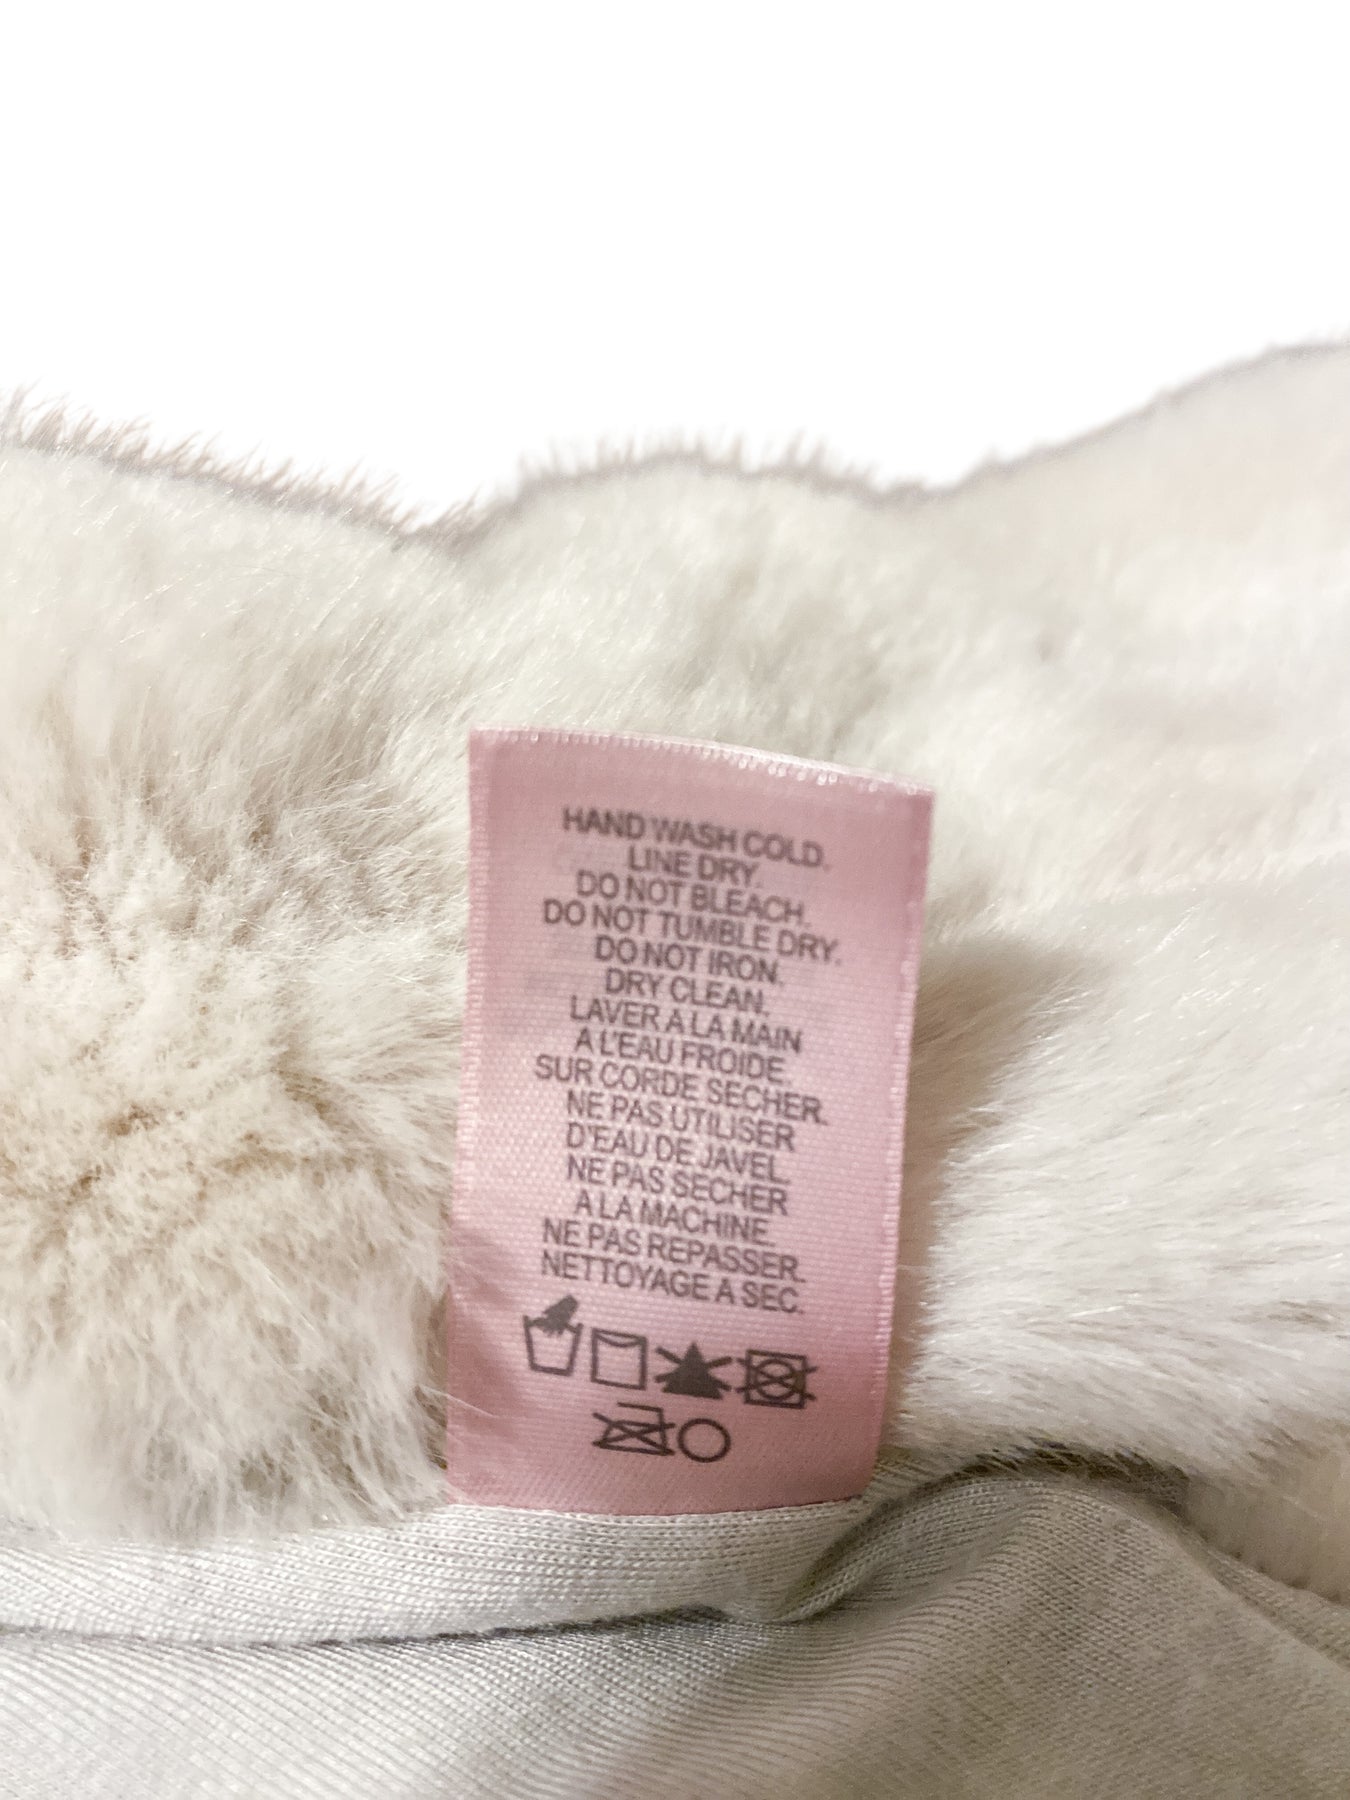 HAND WASH COLD.
LINE DRY.
DO NOT BLEACH.
DO NOT TUMBLE DRY.
DO NOT IRON.
DRY CLEAN.
LAVER A LA MAIN
A L'EAU FROIDE.
SUR CORDE SECHER.
NE PAS UTILISER
D'EAU DE JAVEL.
NE PAS SECHER
A LA MACHINE.
NE PAS REPASSER.
NETTOYAGE A SEC.